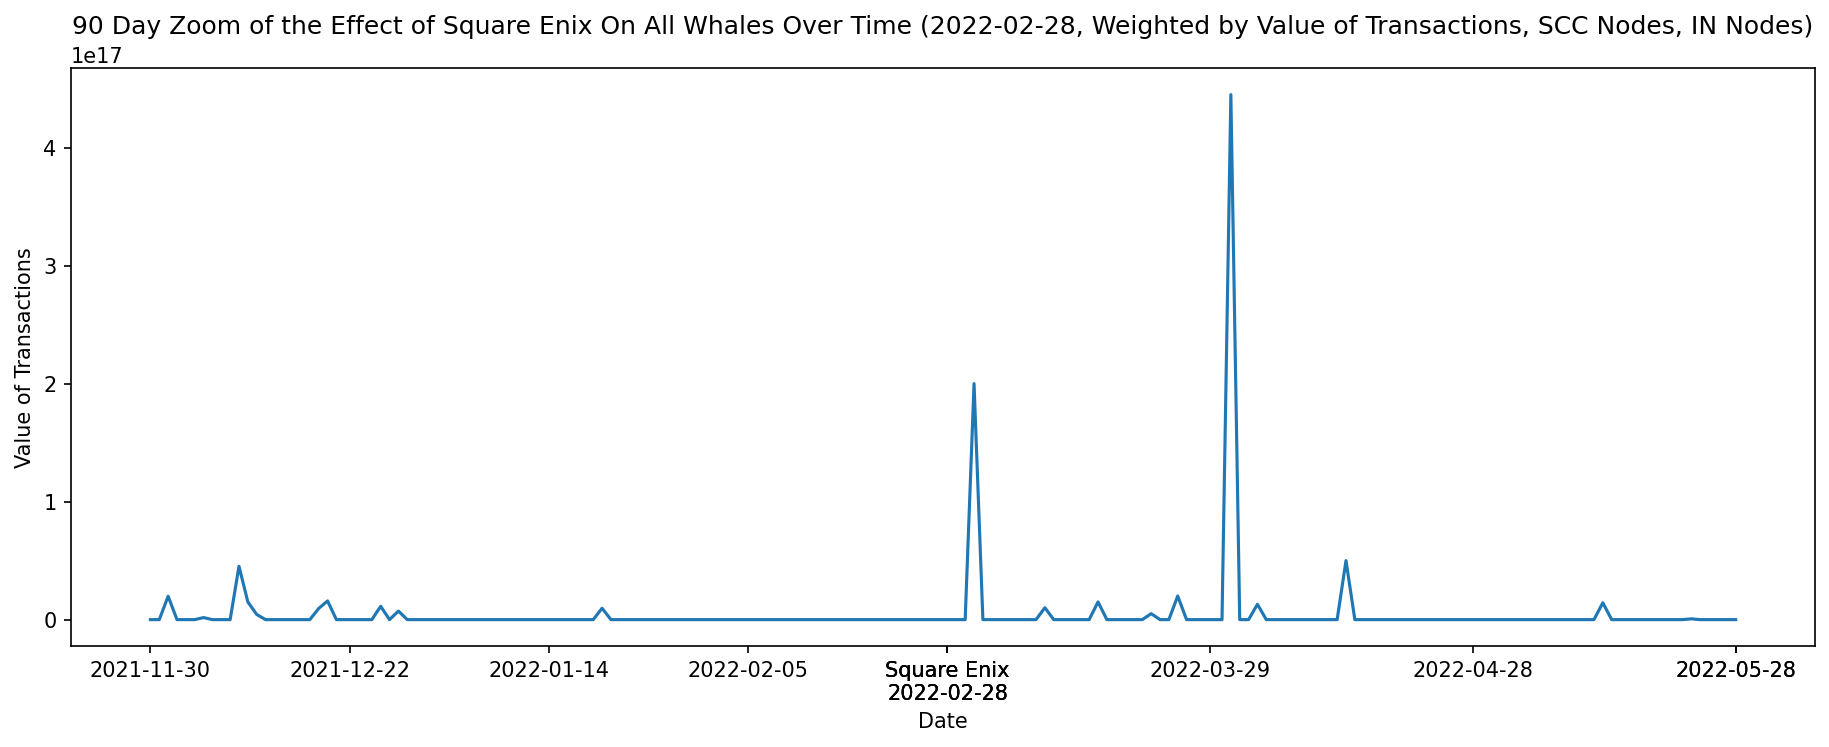 90 Day Zoom of the Effect of Square Enix On All Whales Over Time (2022-02-28, Weighted by Value of Transactions, SCC Nodes, IN Nodes)
1e17
4
3
2
1
0
Value of Transactions
2021-11-30
2021-12-22
2022-01-14
2022-02-05
Square Enix
2022-02-28
2022-03-29
2022-04-28
2022-05-28
Date